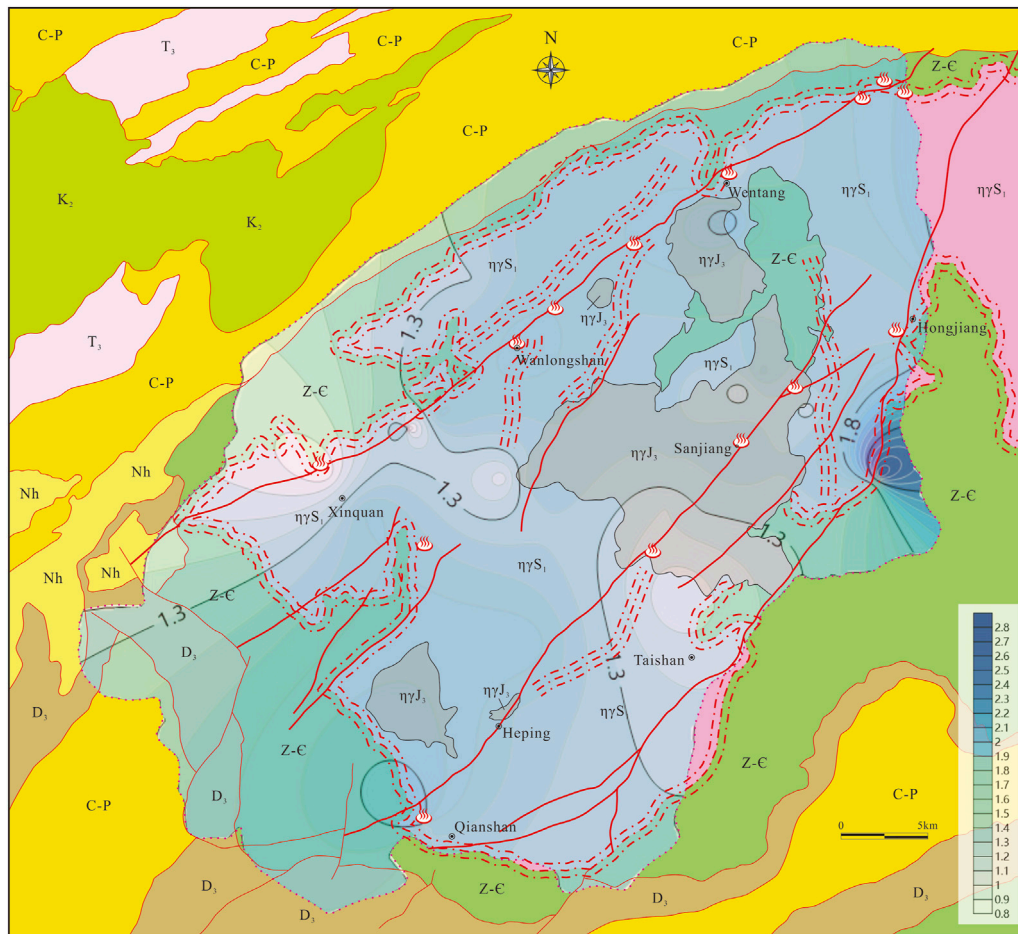 C-P
T₃
C-P
C-P
N
C-P
Z-Є
C-P
K₂
K₂
Wentang
ηγS₁
ηγS₁
ηγJ₃
Z-Є
ηγS₁
ηγJ₃
1.3
Hongjiang
T₃
Wanlongshan
ηγS₁
C-P
Z-Є
1.8
Nh
Nh
1.3
ηγJ₃
Sanjiang
Z-Є
ηγS₁
Xinquan
1.3
Nh
Nh
ηγS₁
Z-Є
1.3
D₃
Taishan
1.3
D₃
ηγJ₃
ηγJ₃
ηγS
Heping
Z-Є
Z-Є
C-P
D₃
C-P
Qianshan
0
5km
Z-Є
D₃
D₃
D₃
2.8
2.7
2.6
2.5
2.4
2.3
2.2
2.1
2
1.9
1.8
1.7
1.6
1.5
1.4
1.3
1.2
1.1
1
0.9
0.8